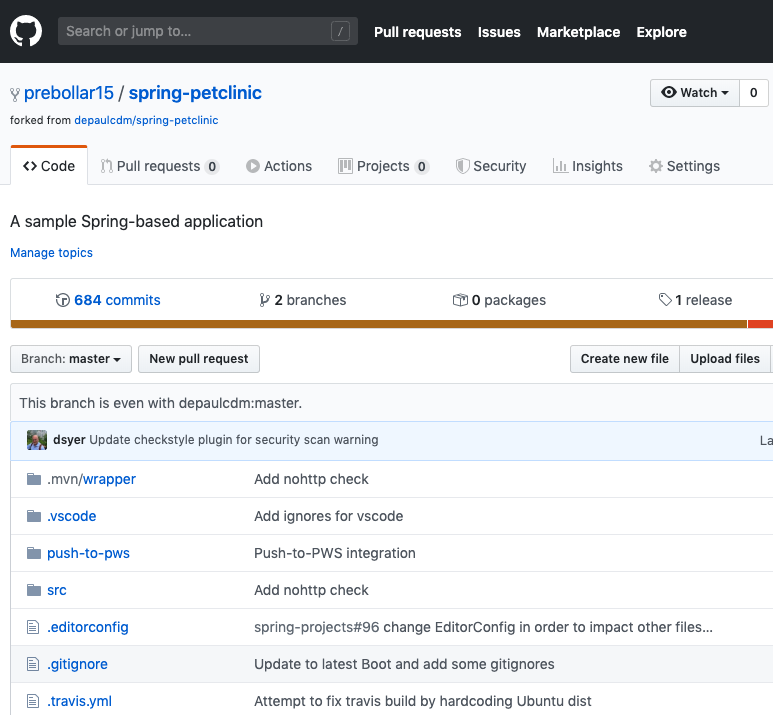 Search or jump to... / Pull requests Issues Marketplace Explore
prebollar15 / spring-petclinic Watch 0
forked from depaulcdm/spring-petclinic
Code Pull requests 0 Actions Projects 0 Security Insights Settings
A sample Spring-based application
Manage topics
684 commits 2 branches 0 packages 1 release
Branch: master New pull request Create new file Upload files
This branch is even with depaulcdm:master.
dsyer Update checkstyle plugin for security scan warning La
.mvn/wrapper Add nohttp check
.vscode Add ignores for vscode
push-to-pws Push-to-PWS integration
src Add nohttp check
.editorconfig spring-projects#96 change EditorConfig in order to impact other files...
.gitignore Update to latest Boot and add some gitignores
.travis.yml Attempt to fix travis build by hardcoding Ubuntu dist